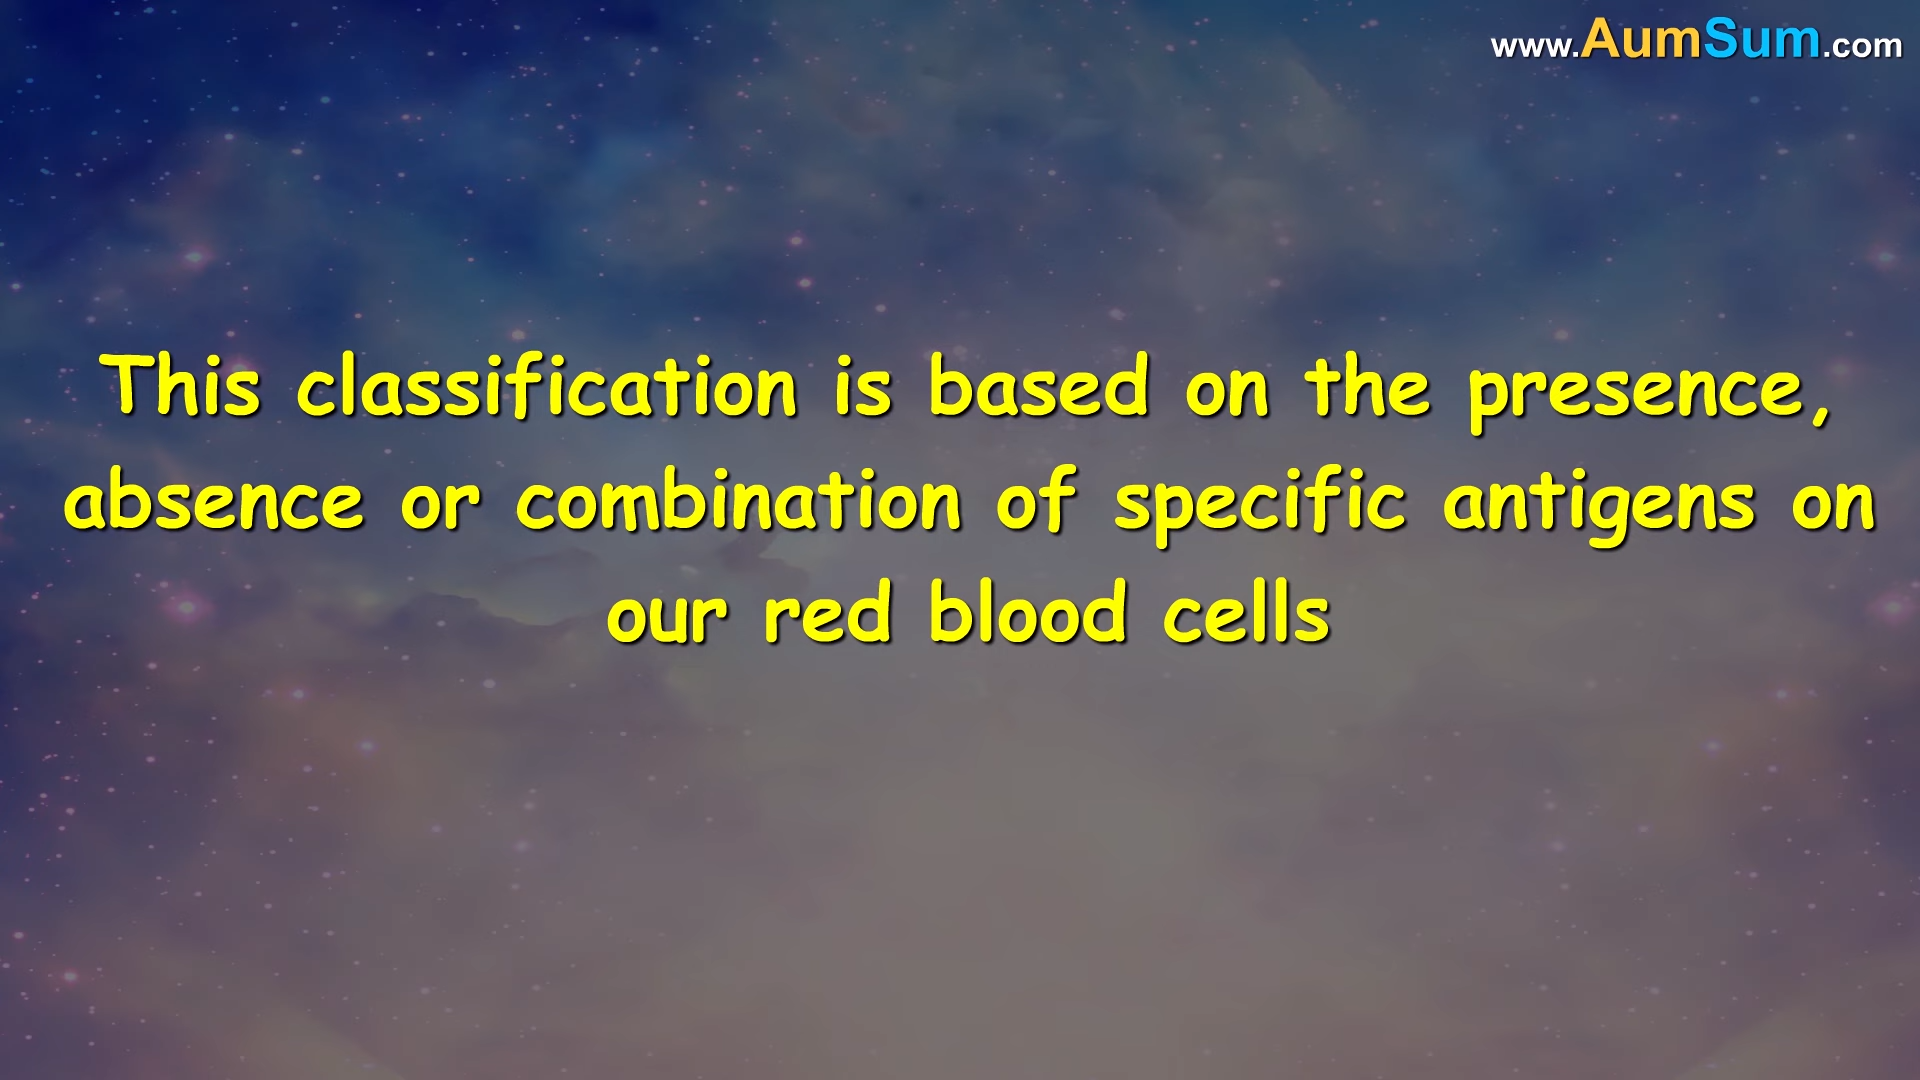 www.AumSum.com
This classification is based on the presence,
absence or combination of specific antigens on
our red blood cells